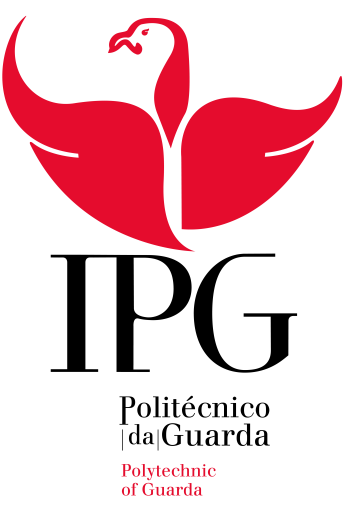 IPG
Politécnico
|da|Guarda
Polytechnic
of Guarda